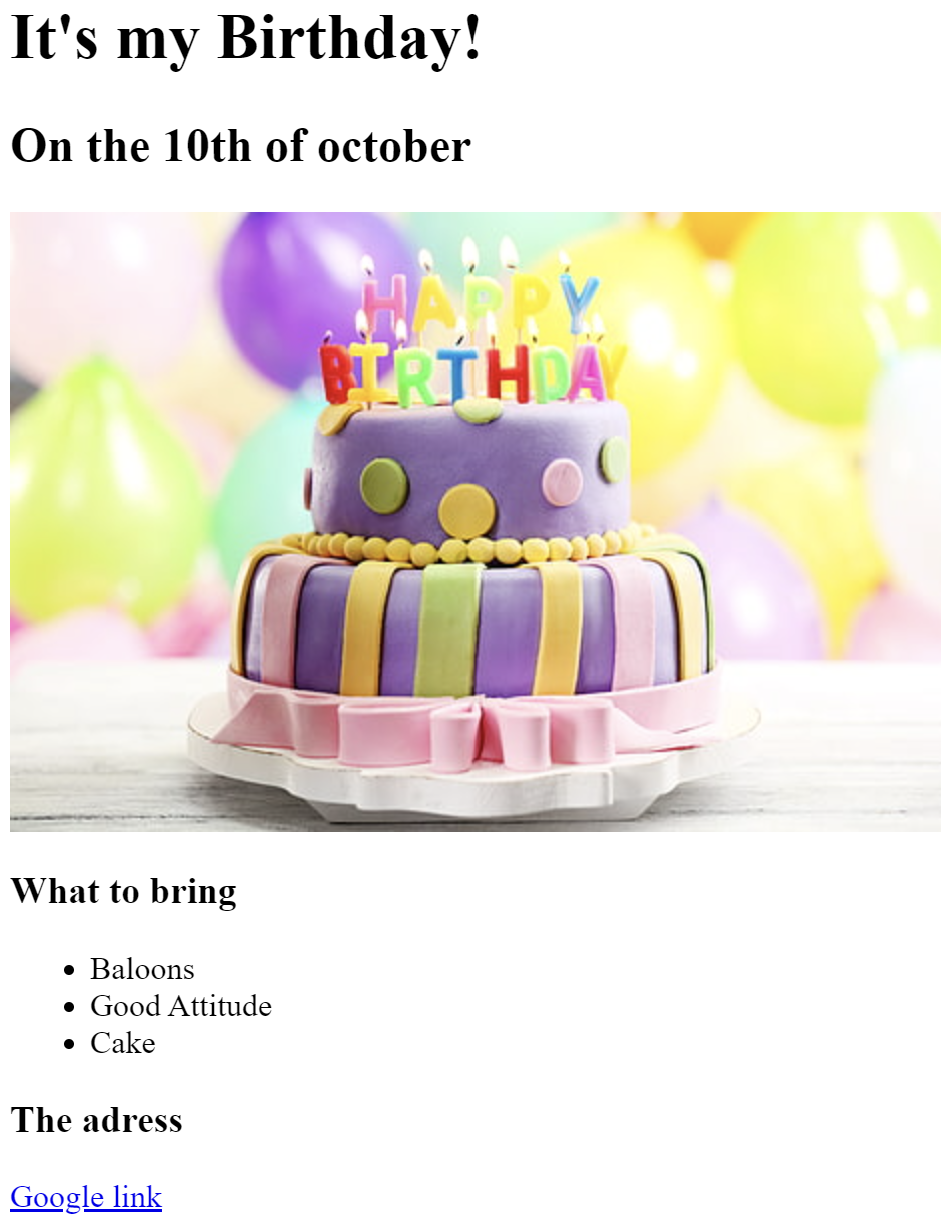 It's my Birthday!
On the 10th of october
HAPPY
BIRTHDAY
What to bring
Baloons
Good Attitude
Cake
The adress
Google link